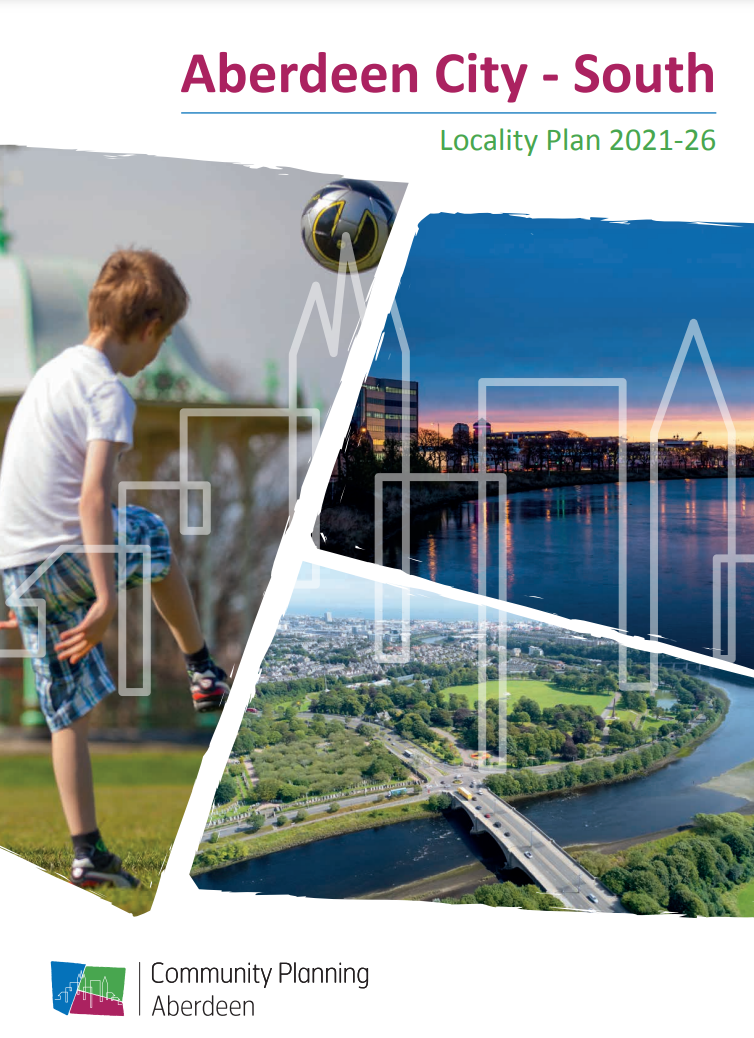 Aberdeen City - South
Locality Plan 2021-26
Community Planning
Aberdeen